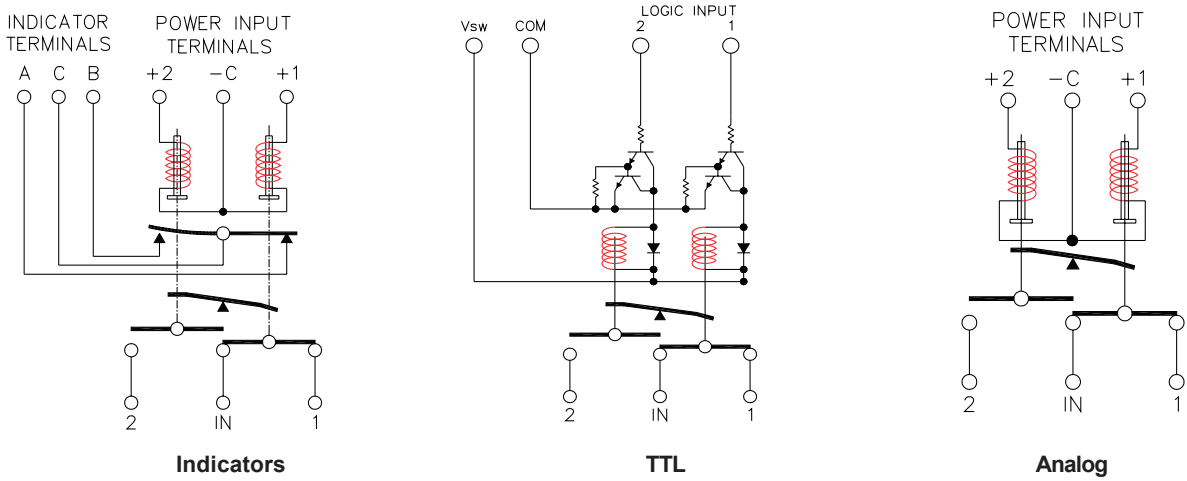 INDICATOR
TERMINALS
A C B
POWER INPUT
TERMINALS
+2 −C +1
2 IN 1
Indicators
LOGIC INPUT
Vsw COM 2 1
2 IN 1
TTL
POWER INPUT
TERMINALS
+2 −C +1
2 IN 1
Analog